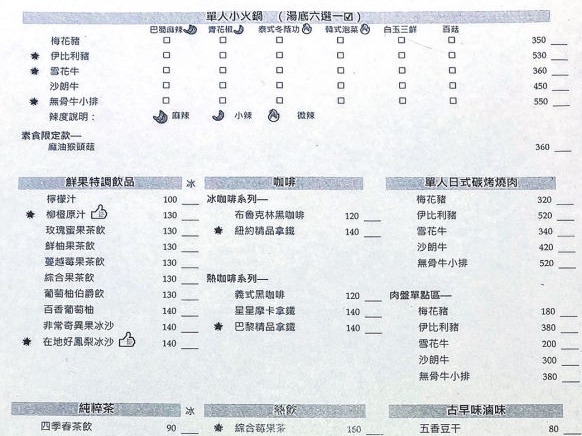 單人小火鍋 （湯底六選一☑）
巴蜀麻辣 青花椒 泰式冬蔭功 韓式泡菜 白玉三鮮 百菇
梅花豬 □ □ □ □ □ □ 350
★ 伊比利豬 □ □ □ □ □ □ 530
★ 雪花牛 □ □ □ □ □ □ 360
沙朗牛 □ □ □ □ □ □ 450
★ 無骨牛小排 □ □ □ □ □ □ 550
辣度說明： 麻辣 小辣 微辣
素食限定款—
麻油猴頭菇 360
鮮果特調飲品 冰
檸檬汁 100
★ 柳橙原汁 130
玫瑰蜜果茶飲 130
鮮柚果茶飲 130
蔓越莓果茶飲 130
綜合果茶飲 130
葡萄柚伯爵飲 130
百香葡萄柚 140
非常奇異果冰沙 140
★ 在地好鳳梨冰沙 140
咖啡
冰咖啡系列—
布魯克林黑咖啡 120
★ 紐約精品拿鐵 140
熱咖啡系列—
義式黑咖啡 120
星星摩卡拿鐵 140
★ 巴黎精品拿鐵 140
單人日式碳烤燒肉
梅花豬 320
伊比利豬 520
雪花牛 340
沙朗牛 420
無骨牛小排 520
肉盤單點區—
梅花豬 180
伊比利豬 380
雪花牛 200
沙朗牛 300
無骨牛小排 380
純粹茶 冰
四季春茶飲 90
熱飲
★ 綜合莓果茶 150
古早味滷味
五香豆干 80